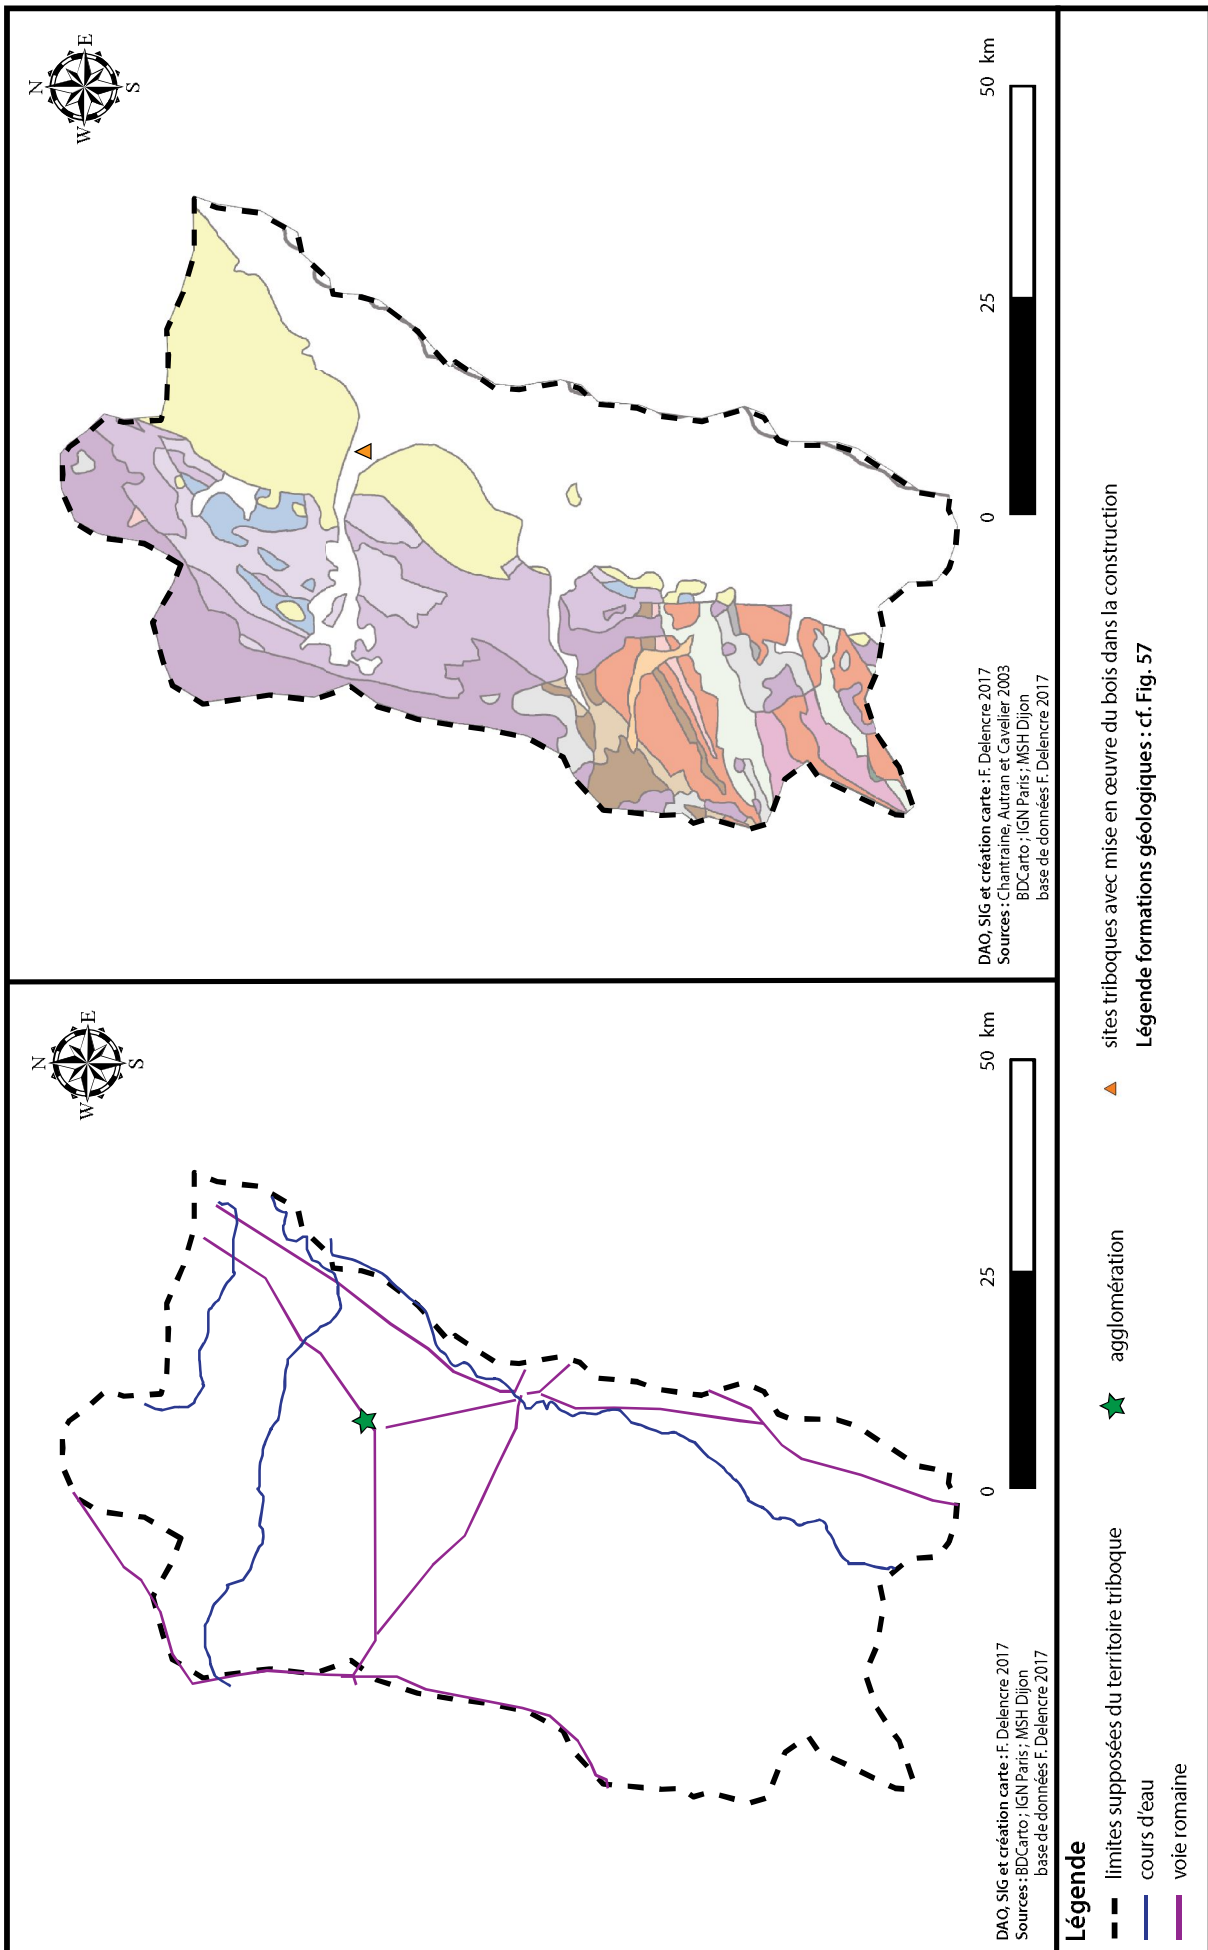 N
E
S
W
DAO, SIG et création carte : F. Delencre 2017
Sources : BDCarto ; IGN Paris ; MSH Dijon
base de données F. Delencre 2017
0
25
50 km
N
E
S
W
DAO, SIG et création carte : F. Delencre 2017
Sources : Chantraine, Autran et Cavelier 2003
BDCarto ; IGN Paris ; MSH Dijon
base de données F. Delencre 2017
0
25
50 km
Légende
limites supposées du territoire triboque
cours d'eau
voie romaine
agglomération
sites triboques avec mise en œuvre du bois dans la construction
Légende formations géologiques : cf. Fig. 57